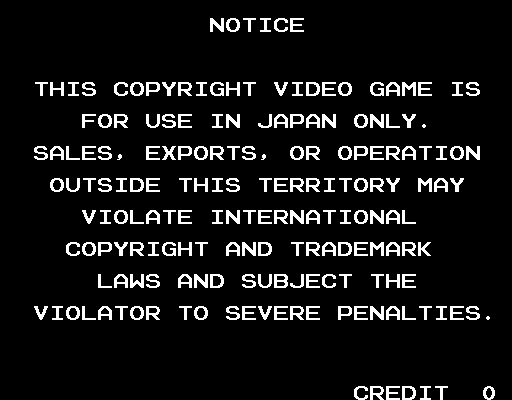 NOTICE
THIS COPYRIGHT VIDEO GAME IS
FOR USE IN JAPAN ONLY.
SALES, EXPORTS, OR OPERATION
OUTSIDE THIS TERRITORY MAY
VIOLATE INTERNATIONAL
COPYRIGHT AND TRADEMARK
LAWS AND SUBJECT THE
VIOLATOR TO SEVERE PENALTIES.
CREDIT 0